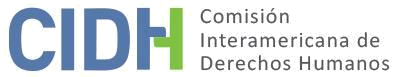 CIDH
Comisión
Interamericana de
Derechos Humanos